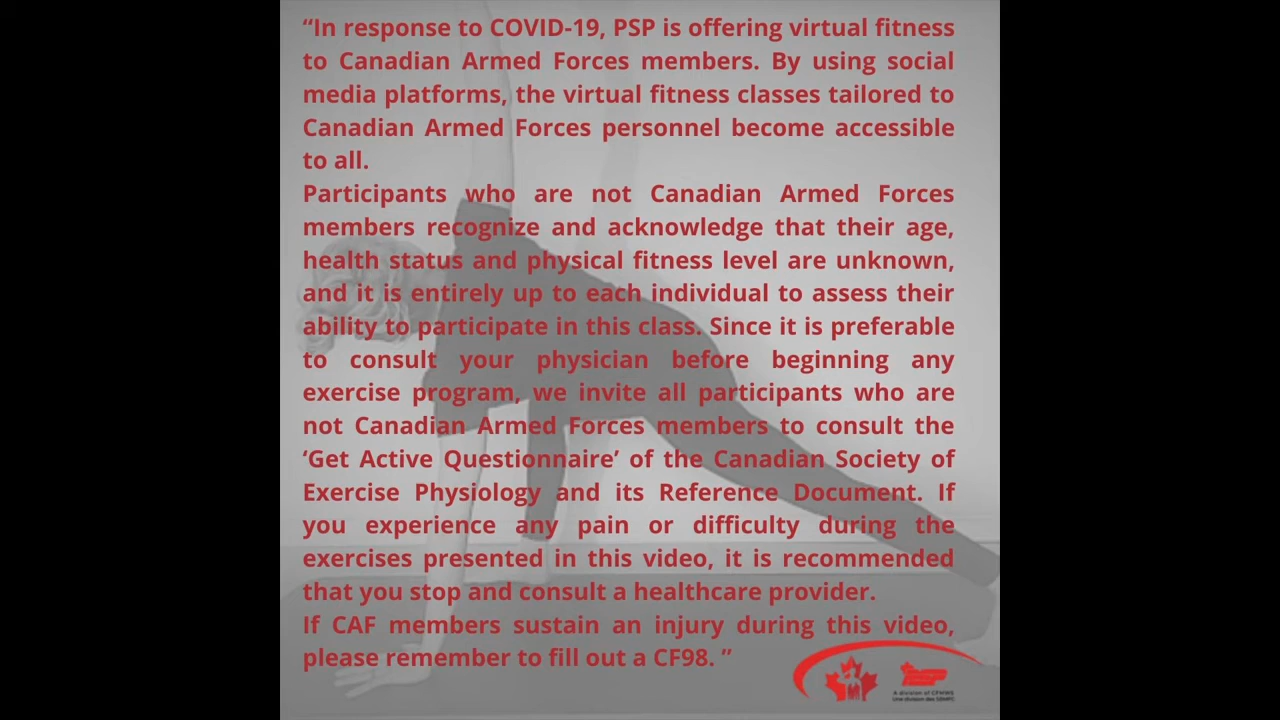 “In response to COVID-19, PSP is offering virtual fitness
to Canadian Armed Forces members. By using social
media platforms, the virtual fitness classes tailored to
Canadian Armed Forces personnel become accessible
to all.
Participants who are not Canadian Armed Forces
members recognize and acknowledge that their age,
health status and physical fitness level are unknown,
and it is entirely up to each individual to assess their
ability to participate in this class. Since it is preferable
to consult your physician before beginning any
exercise program, we invite all participants who are
not Canadian Armed Forces members to consult the
‘Get Active Questionnaire’ of the Canadian Society of
Exercise Physiology and its Reference Document. If
you experience any pain or difficulty during the
exercises presented in this video, it is recommended
that you stop and consult a healthcare provider.
If CAF members sustain an injury during this video,
please remember to fill out a CF98. ”
A division of CFMWS
Une division des SBMFC